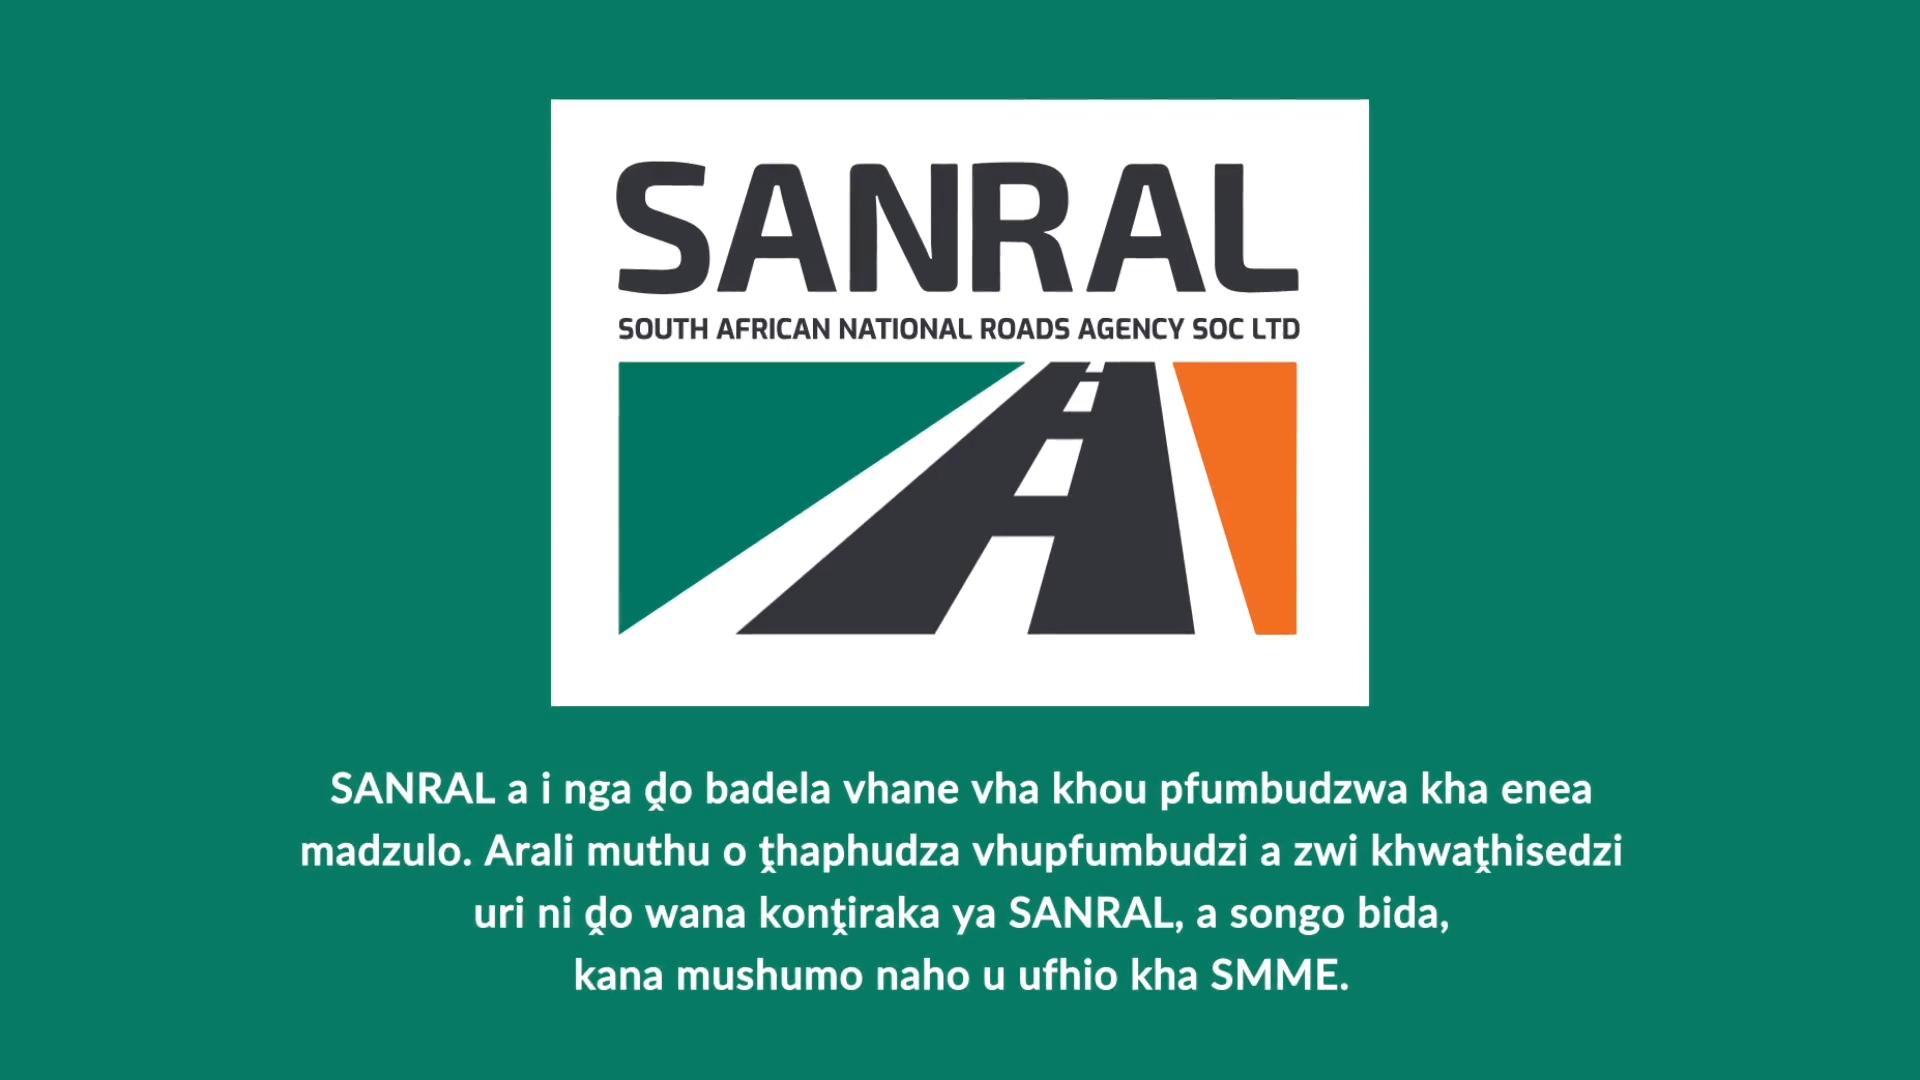 SANRAL
SOUTH AFRICAN NATIONAL ROADS AGENCY SOC LTD
SANRAL a i nga ḓo badela vhane vha khou pfumbudzwa kha enea
madzulo. Arali muthu o ṱhaphudza vhupfumbudzi a zwi khwaṱhisedzi
uri ni ḓo wana konṱiraka ya SANRAL, a songo bida,
kana mushumo naho u ufhio kha SMME.